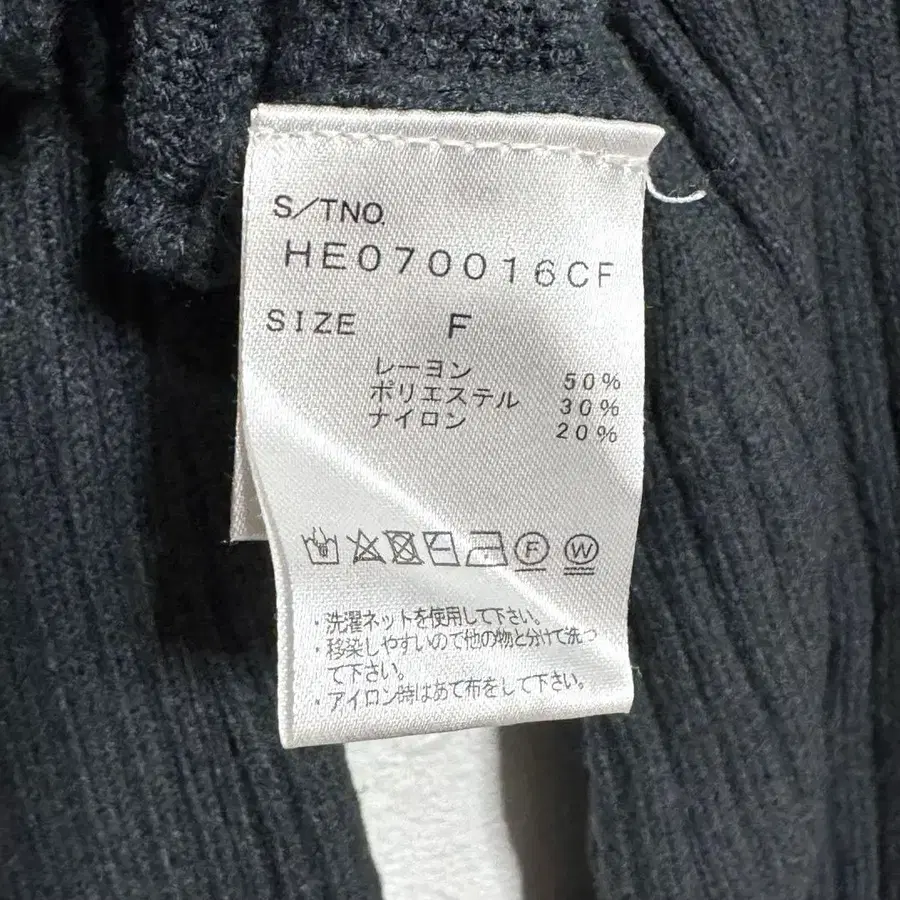 S/TNO.
HE070016CF
SIZE F
レーヨン 50%
ポリエステル 30%
ナイロン 20%
F W
・洗濯ネットを使用して下さい。
・移染しやすいので他の物と分けて洗っ
て下さい。
・アイロン時はあて布をして下さい。